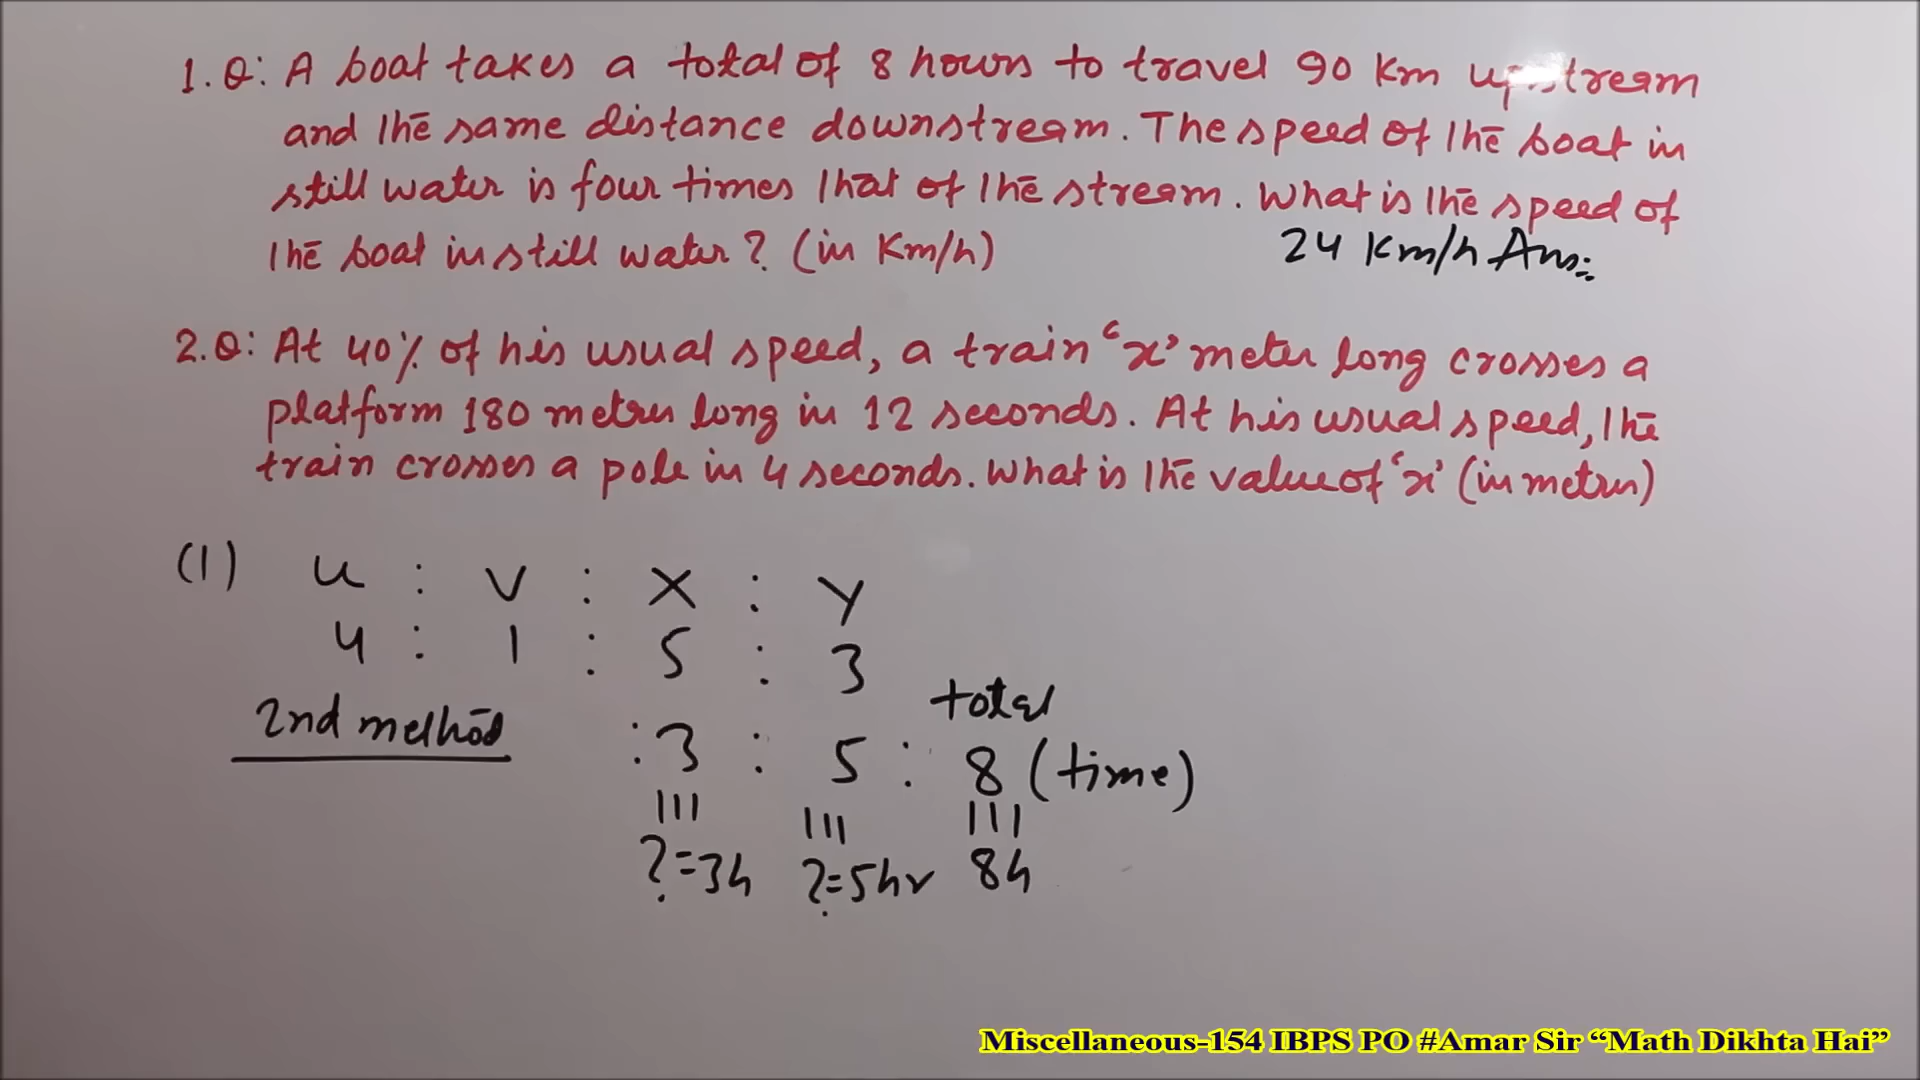 1. Q: A boat takes a total of 8 hours to travel 90 Km upstream
and the same distance downstream. The speed of the boat in
still water is four times that of the stream. What is the speed of
the boat in still water? (in Km/h)
24 Km/h Ans:
2. Q: At 40% of his usual speed, a train 'x' meter long crosses a
platform 180 metres long in 12 seconds. At his usual speed, the
train crosses a pole in 4 seconds. What is the value of 'x' (in metres)
(1) u : v : X : Y
4 : 1 : 5 : 3
total
2nd method : 3 : 5 : 8 (time)
||| ||| |||
? = 3h ? = 5hr 8h
Miscellaneous-154 IBPS PO #Amar Sir “Math Dikhta Hai”